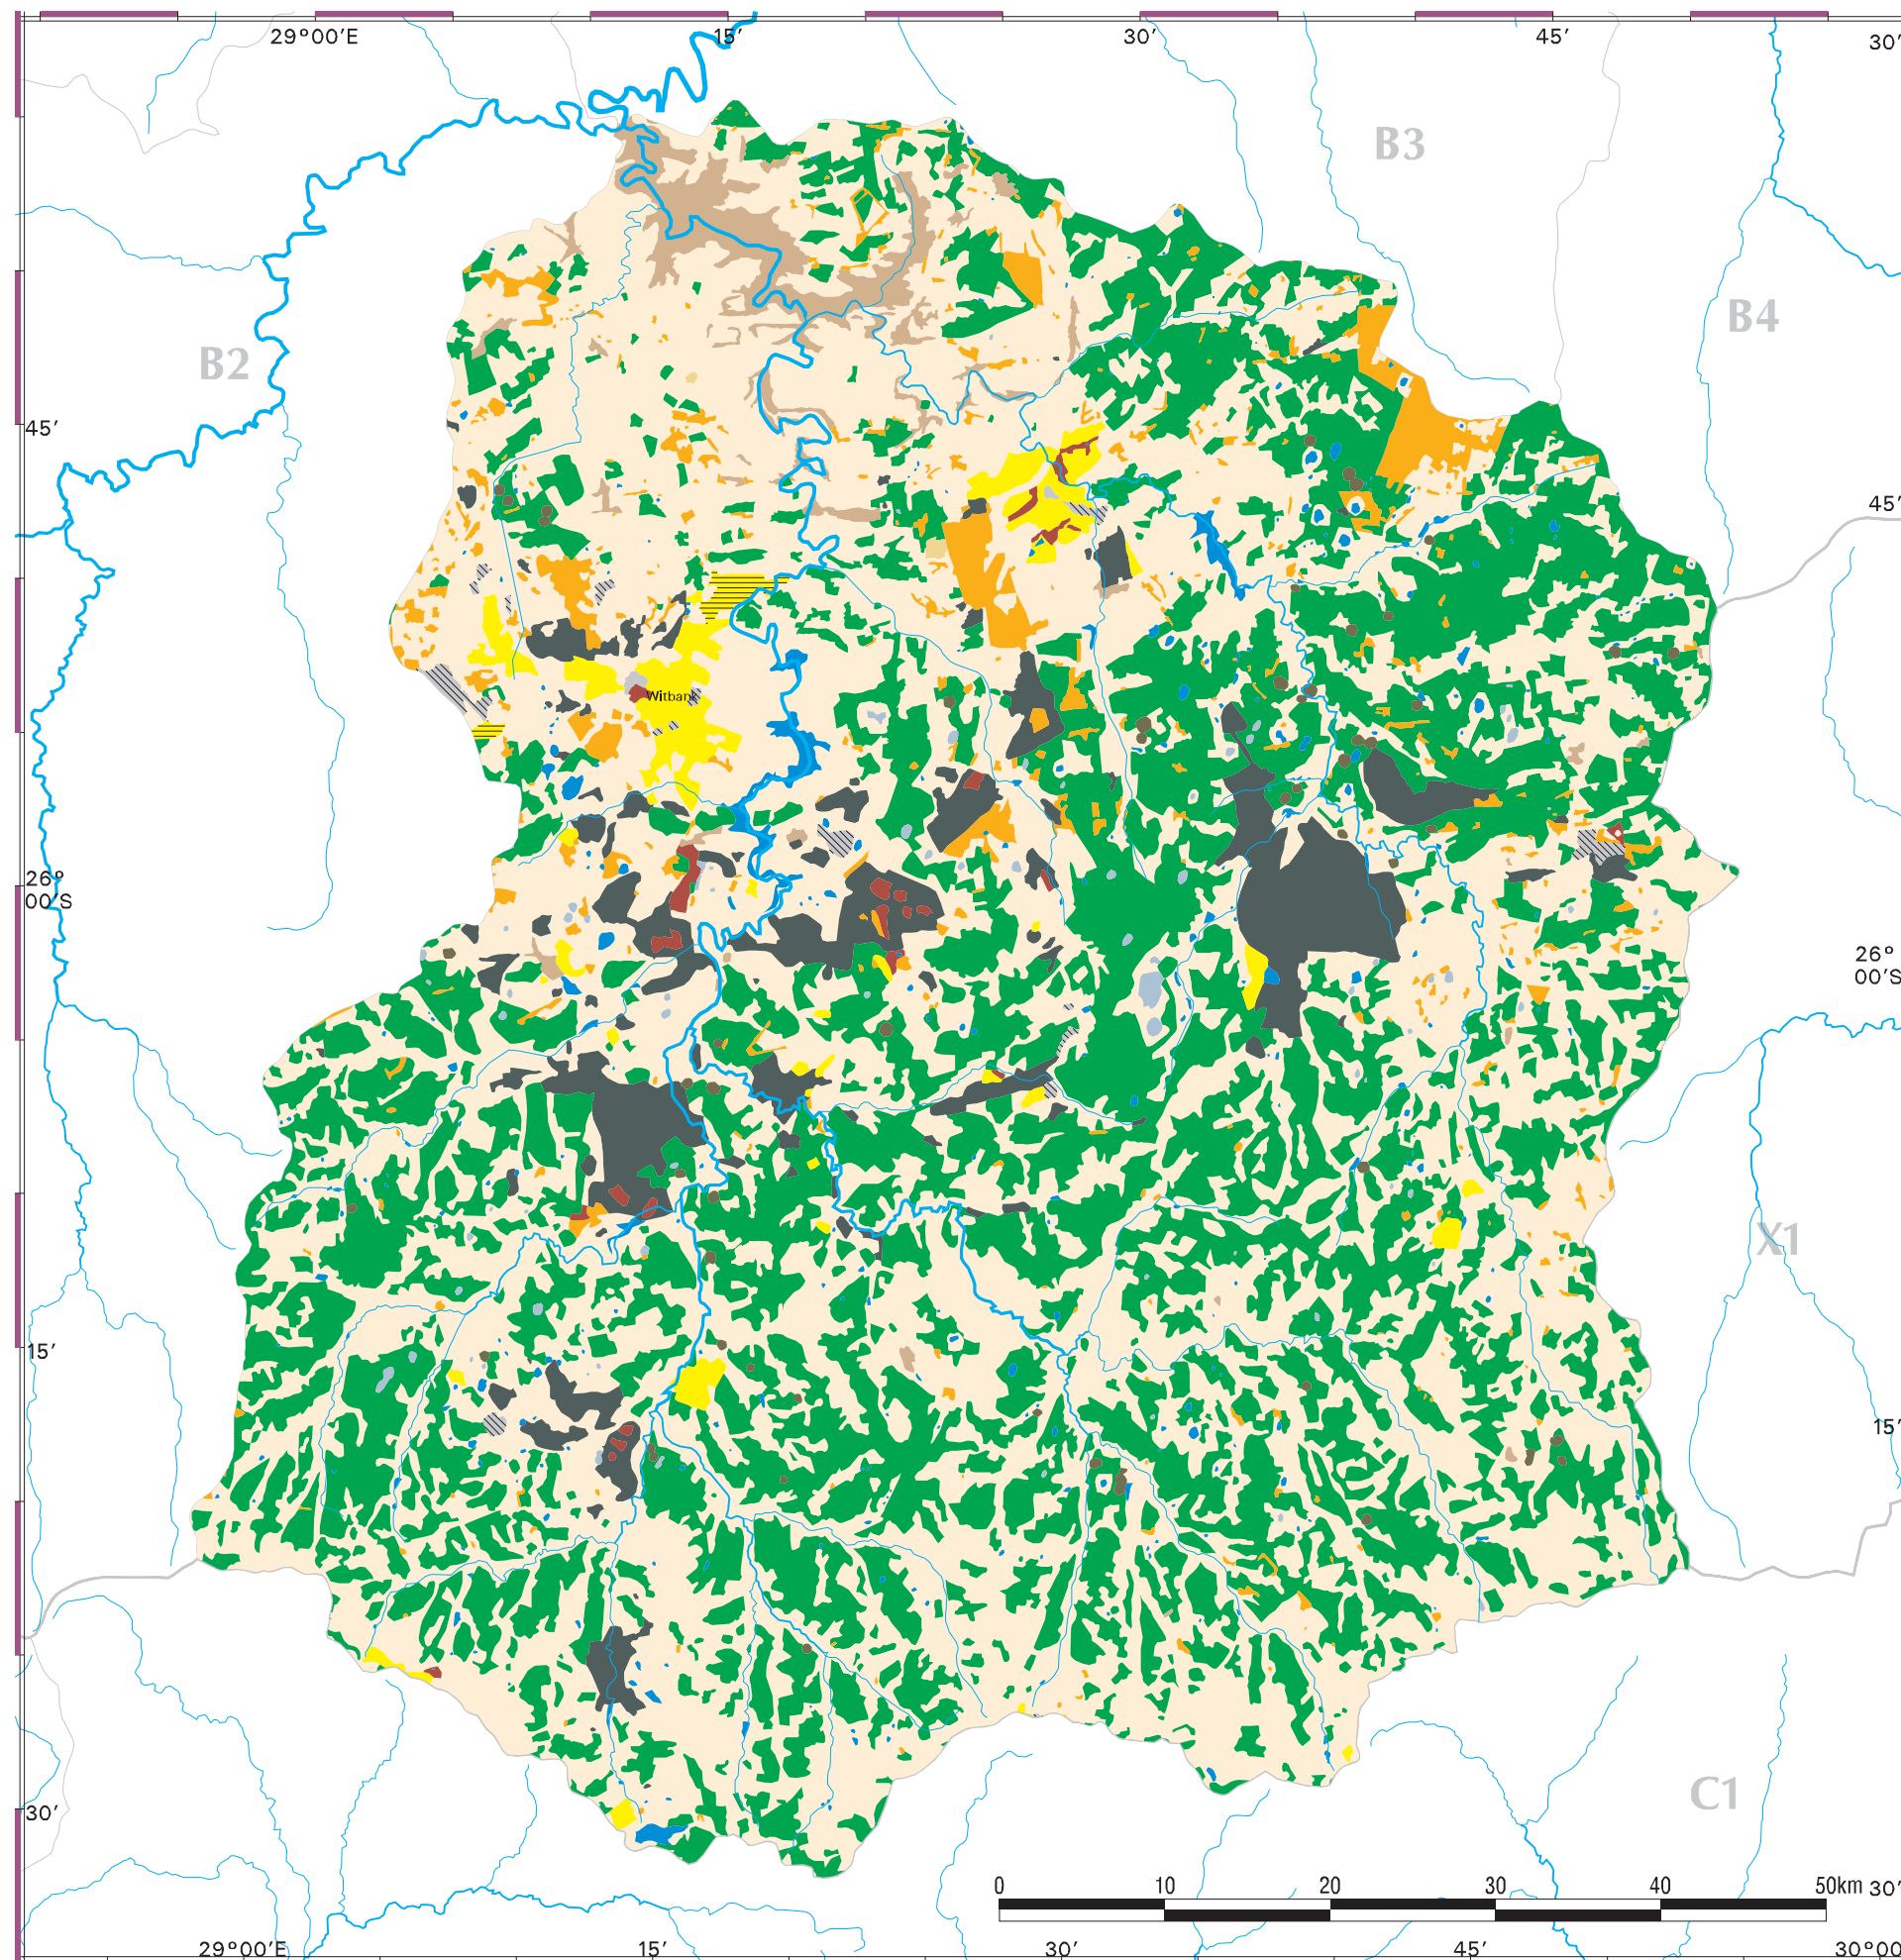 29°00′E 15′ 30′ 45′ 30′
B3
B4
B2
45′
45′
Witbank
26°
00′S
26°
00′S
X1
15′
15′
C1
30′
0 10 20 30 40 50km 30′
29°00′E 15′ 30′ 45′ 30°00